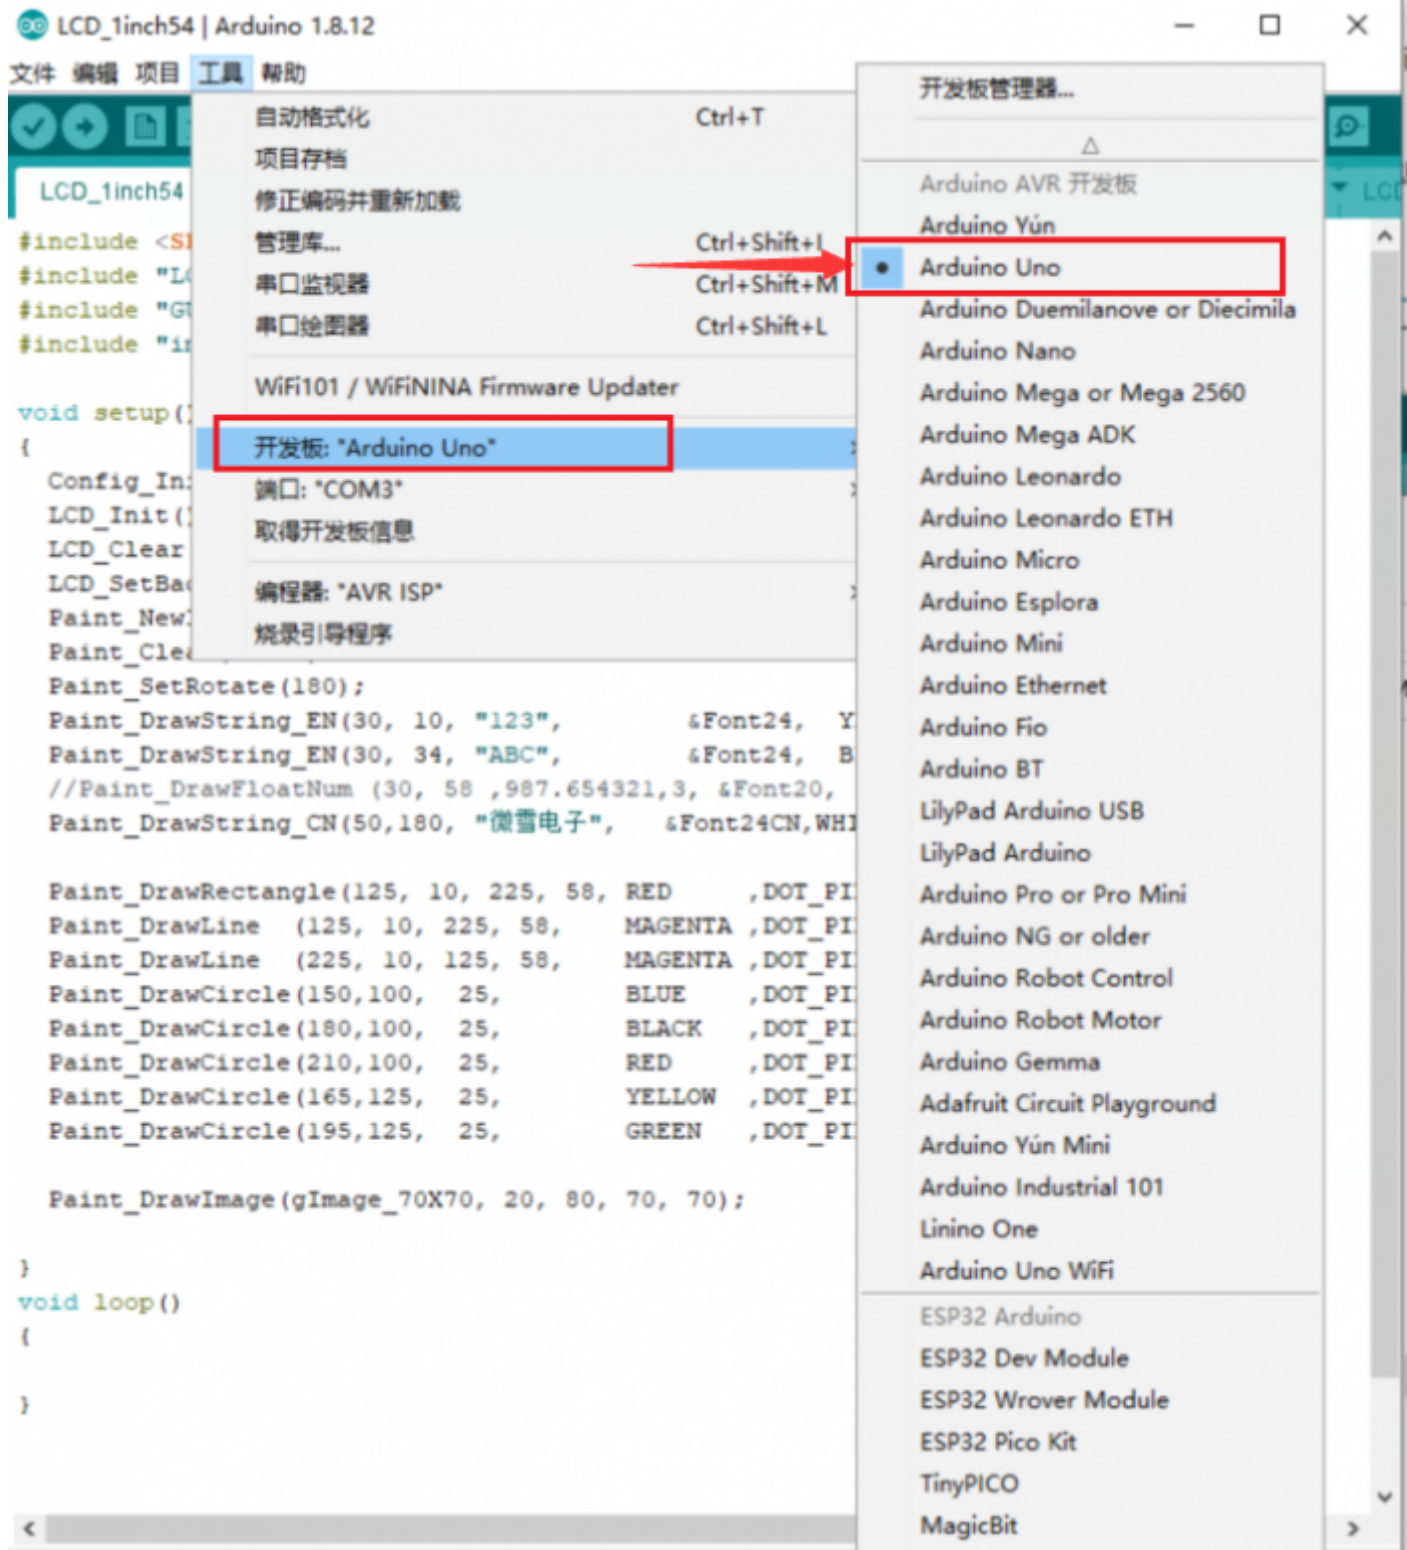 LCD_1inch54 | Arduino 1.8.12
文件 编辑 项目 工具 帮助
自动格式化 Ctrl+T
项目存档
修正编码并重新加载
管理库... Ctrl+Shift+I
串口监视器 Ctrl+Shift+M
串口绘图器 Ctrl+Shift+L
WiFi101 / WiFiNINA Firmware Updater
开发板: "Arduino Uno"
端口: "COM3"
取得开发板信息
编程器: "AVR ISP"
烧录引导程序
开发板管理器...
Arduino AVR 开发板
Arduino Yún
Arduino Uno
Arduino Duemilanove or Diecimila
Arduino Nano
Arduino Mega or Mega 2560
Arduino Mega ADK
Arduino Leonardo
Arduino Leonardo ETH
Arduino Micro
Arduino Esplora
Arduino Mini
Arduino Ethernet
Arduino Fio
Arduino BT
LilyPad Arduino USB
LilyPad Arduino
Arduino Pro or Pro Mini
Arduino NG or older
Arduino Robot Control
Arduino Robot Motor
Arduino Gemma
Adafruit Circuit Playground
Arduino Yún Mini
Arduino Industrial 101
Linino One
Arduino Uno WiFi
ESP32 Arduino
ESP32 Dev Module
ESP32 Wrover Module
ESP32 Pico Kit
TinyPICO
MagicBit
LCD_1inch54
#include <S
#include "L
#include "G
#include "i
void setup(
{
Config_In
LCD_Init(
LCD_Clear
LCD_SetBa
Paint_New
Paint_Clea
Paint_SetRotate(180);
Paint_DrawString_EN(30, 10, "123", &Font24, Y
Paint_DrawString_EN(30, 34, "ABC", &Font24, B
//Paint_DrawFloatNum (30, 58 ,987.654321,3, &Font20,
Paint_DrawString_CN(50,180, "微雪电子", &Font24CN,WHI
Paint_DrawRectangle(125, 10, 225, 58, RED ,DOT_PI
Paint_DrawLine (125, 10, 225, 58, MAGENTA ,DOT_PI
Paint_DrawLine (225, 10, 125, 58, MAGENTA ,DOT_PI
Paint_DrawCircle(150,100, 25, BLUE ,DOT_PI
Paint_DrawCircle(180,100, 25, BLACK ,DOT_PI
Paint_DrawCircle(210,100, 25, RED ,DOT_PI
Paint_DrawCircle(165,125, 25, YELLOW ,DOT_PI
Paint_DrawCircle(195,125, 25, GREEN ,DOT_PI
Paint_DrawImage(gImage_70X70, 20, 80, 70, 70);
}
void loop()
{
}